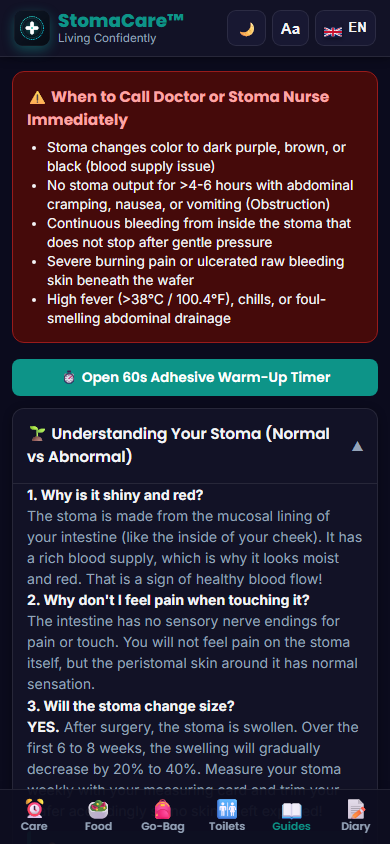 StomaCare™
Living Confidently
Aa
EN
When to Call Doctor or Stoma Nurse
Immediately
• Stoma changes color to dark purple, brown, or
black (blood supply issue)
• No stoma output for >4-6 hours with abdominal
cramping, nausea, or vomiting (Obstruction)
• Continuous bleeding from inside the stoma that
does not stop after gentle pressure
• Severe burning pain or ulcerated raw bleeding
skin beneath the wafer
• High fever (>38°C / 100.4°F), chills, or foul-
smelling abdominal drainage
Open 60s Adhesive Warm-Up Timer
Understanding Your Stoma (Normal
vs Abnormal)
1. Why is it shiny and red?
The stoma is made from the mucosal lining of
your intestine (like the inside of your cheek). It has
a rich blood supply, which is why it looks moist
and red. That is a sign of healthy blood flow!
2. Why don't I feel pain when touching it?
The intestine has no sensory nerve endings for
pain or touch. You will not feel pain on the stoma
itself, but the peristomal skin around it has normal
sensation.
3. Will the stoma change size?
YES. After surgery, the stoma is swollen. Over the
first 6 to 8 weeks, the swelling will gradually
decrease by 20% to 40%. Measure your stoma
weekly with your measuring card and trim your
Care Food Go-Bag Toilets Guides Diary